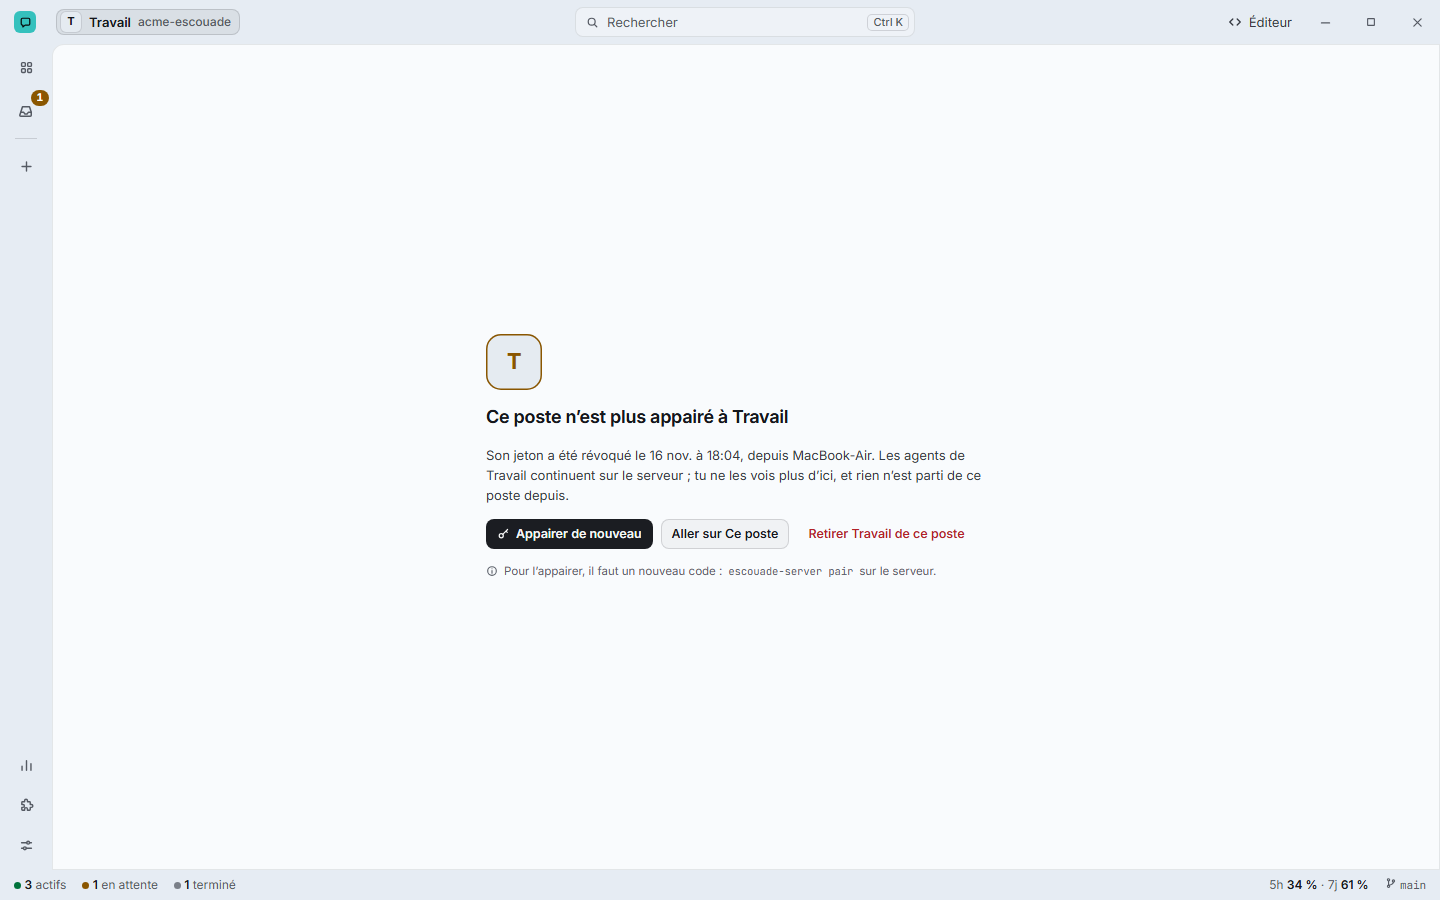 T Travail acme-escouade
Rechercher
Ctrl K
Éditeur
1
T
Ce poste n’est plus appairé à Travail
Son jeton a été révoqué le 16 nov. à 18:04, depuis MacBook-Air. Les agents de
Travail continuent sur le serveur ; tu ne les vois plus d’ici, et rien n’est parti de ce
poste depuis.
Appairer de nouveau
Aller sur Ce poste
Retirer Travail de ce poste
Pour l’appairer, il faut un nouveau code : escouade-server pair sur le serveur.
3 actifs
1 en attente
1 terminé
5h 34 % · 7j 61 %
main